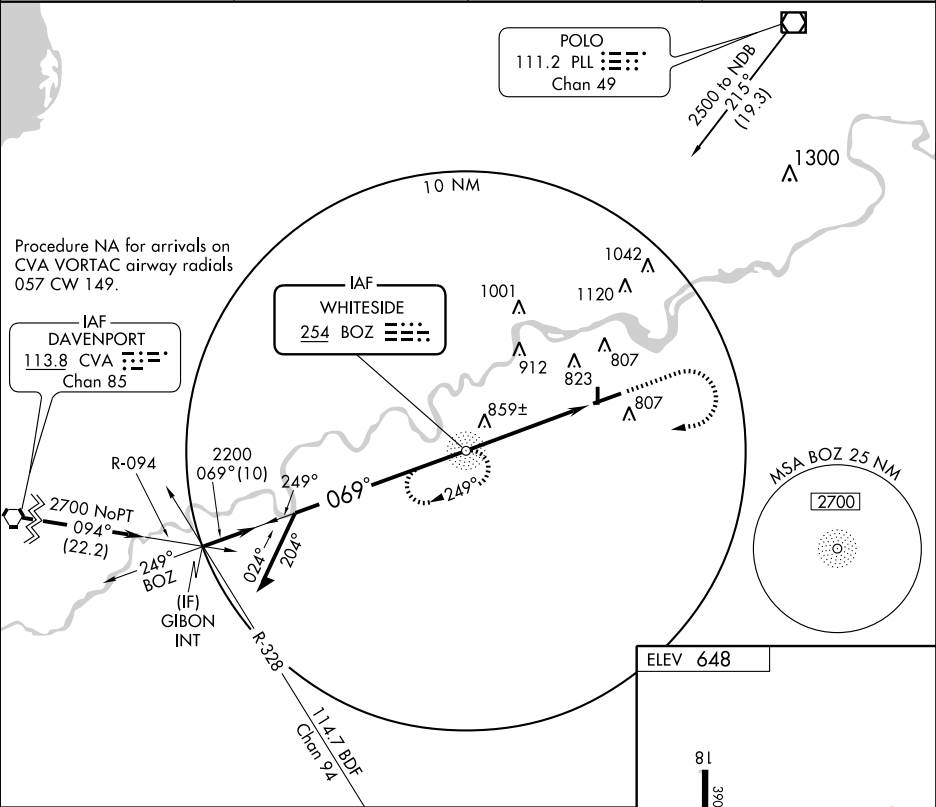 POLO
111.2 PLL
Chan 49
2500 to NDB
215°
(19.3)
1300
10 NM
Procedure NA for arrivals on
CVA VORTAC airway radials
057 CW 149.
IAF
WHITESIDE
254 BOZ
1042
1120
1001
912
823
807
807
859±
IAF
DAVENPORT
113.8 CVA
Chan 85
R-094
2200
069° (10)
249°
069°
249°
2700 NoPT
094°
(22.2)
249°
BOZ
024°
204°
(IF)
GIBON
INT
R-328
114.7 BDF
Chan 94
MSA BOZ 25 NM
2700
ELEV 648
18